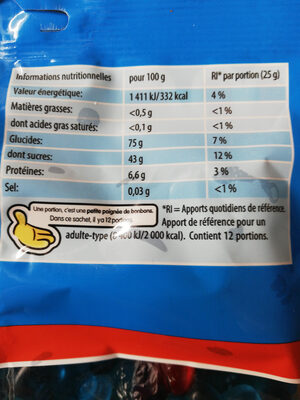 Informations nutritionnelles pour 100 g RI* par portion (25 g)
Valeur énergétique: 1 411 kJ/332 kcal 4 %
Matières grasses: <0,5 g <1 %
dont acides gras saturés: <0,1 g <1 %
Glucides: 75 g 7 %
dont sucres: 43 g 12 %
Protéines: 6,6 g 3 %
Sel: 0,03 g <1 %
Une portion, c'est une petite poignée de bonbons.
Dans ce sachet, il y a 12 portions.
*RI = Apports quotidiens de référence.
Apport de référence pour un
adulte-type (8 400 kJ/2 000 kcal). Contient 12 portions.